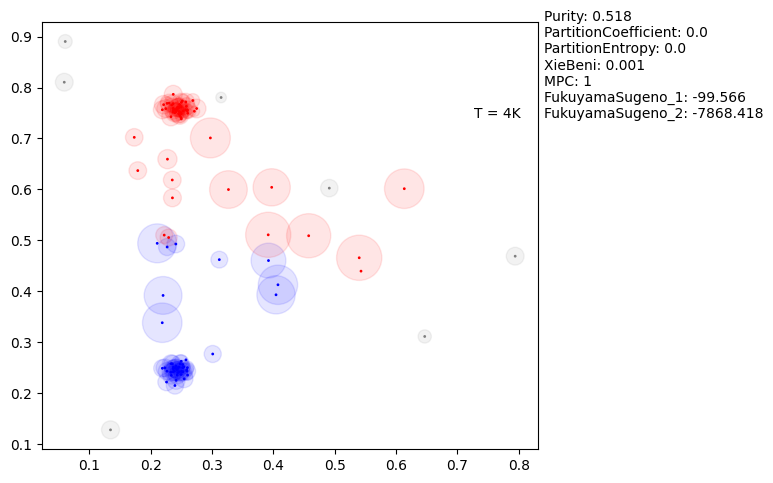 Purity: 0.518
PartitionCoefficient: 0.0
PartitionEntropy: 0.0
XieBeni: 0.001
MPC: 1
FukuyamaSugeno_1: -99.566
FukuyamaSugeno_2: -7868.418
T = 4K
0.9
0.8
0.7
0.6
0.5
0.4
0.3
0.2
0.1
0.1 0.2 0.3 0.4 0.5 0.6 0.7 0.8